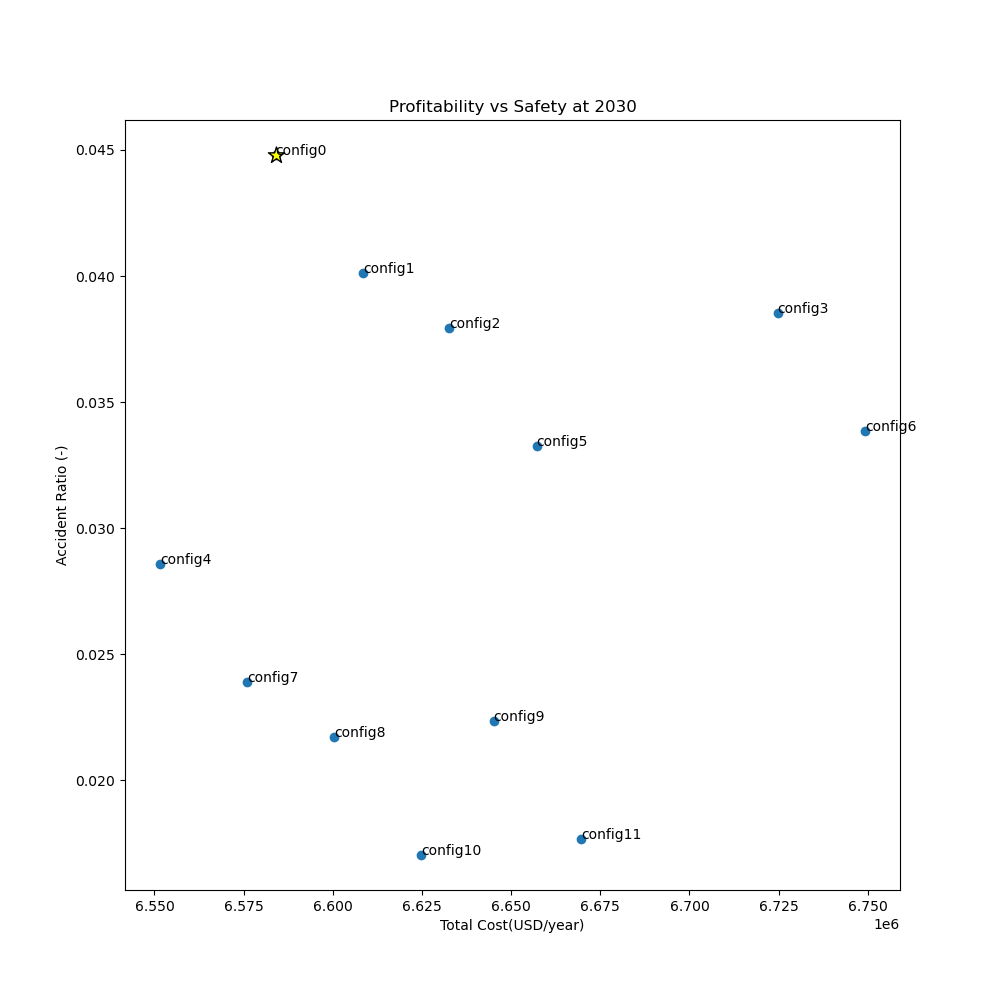 Profitability vs Safety at 2030
0.045
config0
config1
0.040
config3
config2
0.035
config6
config5
Accident Ratio (-)
0.030
config4
0.025
config7
config9
config8
0.020
config11
config10
6.550 6.575 6.600 6.625 6.650 6.675 6.700 6.725 6.750
1e6
Total Cost(USD/year)